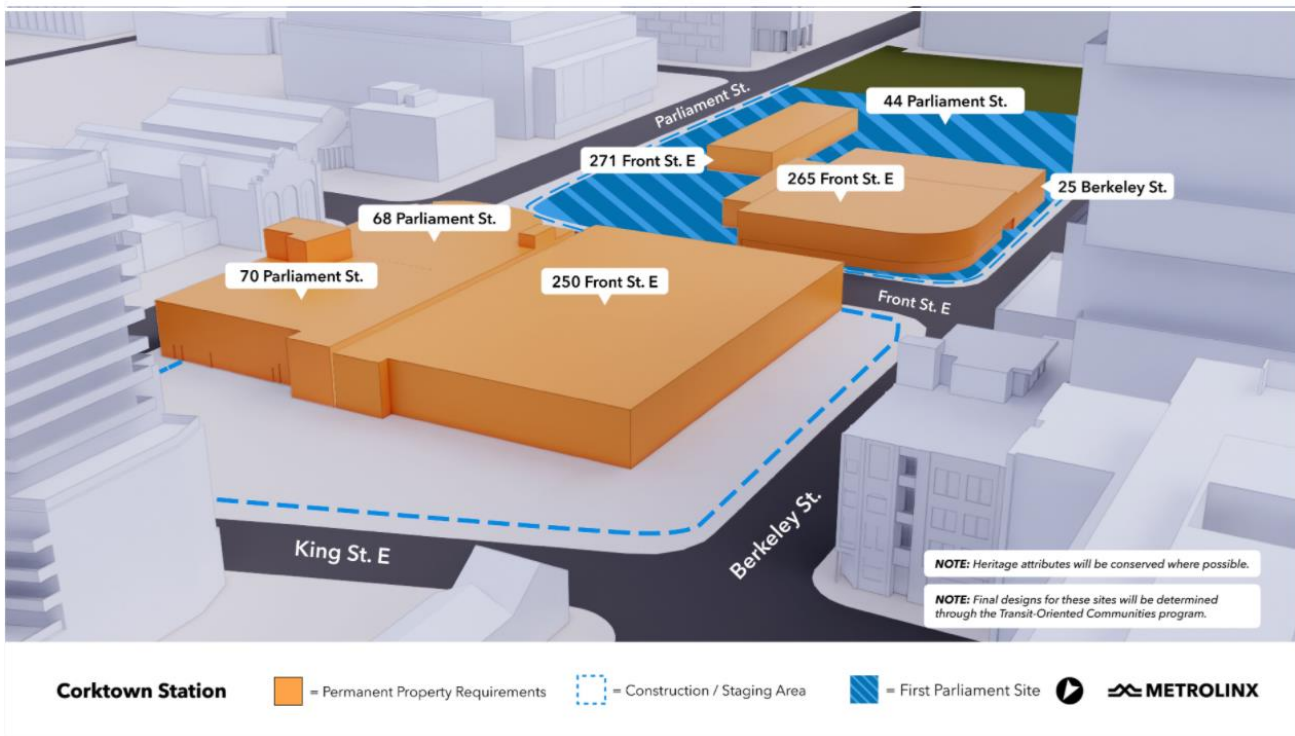 Parliament St.
44 Parliament St.
271 Front St. E
265 Front St. E
25 Berkeley St.
68 Parliament St.
70 Parliament St.
250 Front St. E
Front St. E
King St. E
Berkeley St.
NOTE: Heritage attributes will be conserved where possible.
NOTE: Final designs for these sites will be determined
through the Transit-Oriented Communities program.
Corktown Station
= Permanent Property Requirements
= Construction / Staging Area
= First Parliament Site
METROLINX